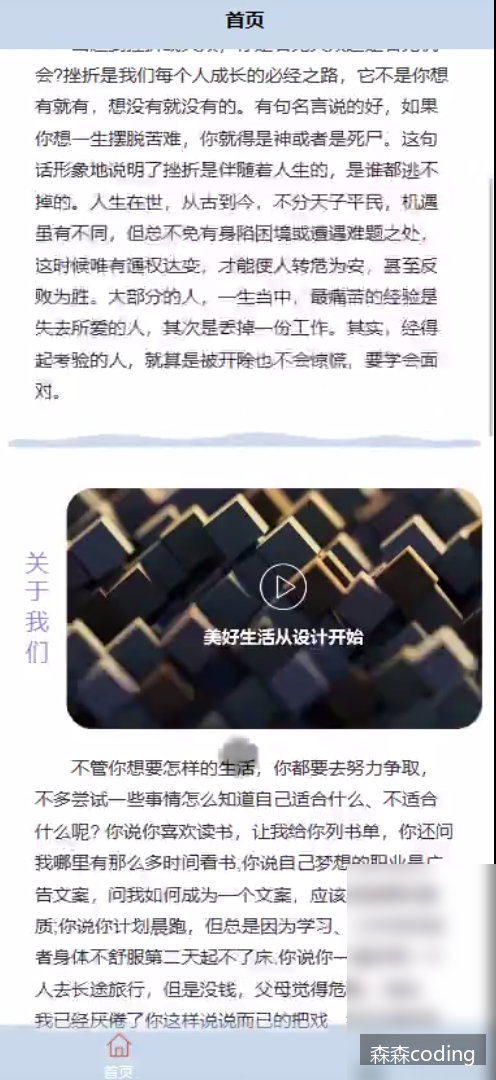 首页
会?挫折是我们每个人成长的必经之路，它不是你想
有就有，想没有就没有的。有句名言说的好，如果
你想一生摆脱苦难，你就得是神或者是死尸。这句
话形象地说明了挫折是伴随着人生的，是谁都逃不
掉的。人生在世，从古到今，不分天子平民，机遇
虽有不同，但总不免有身陷困境或遭遇难题之处，
这时候唯有通权达变，才能使人转危为安，甚至反
败为胜。大部分的人，一生当中，最痛苦的经验是
失去所爱的人，其次是丢掉一份工作。其实，经得
起考验的人，就算是被开除也不会惊慌，要学会面
对。
关于我们
美好生活从设计开始
不管你想要怎样的生活，你都要去努力争取，
不多尝试一些事情怎么知道自己适合什么、不适合
什么呢? 你说你喜欢读书，让我给你列书单，你还问
我哪里有那么多时间看书,你说自己梦想的职业是广
告文案，问我如何成为一个文案，应该
质;你说你计划晨跑，但总是因为学习、
者身体不舒服第二天起不了床,你说你一
人去长途旅行，但是没钱，父母觉得危
我已经厌倦了你这样说说而已的把戏
首页
森森coding